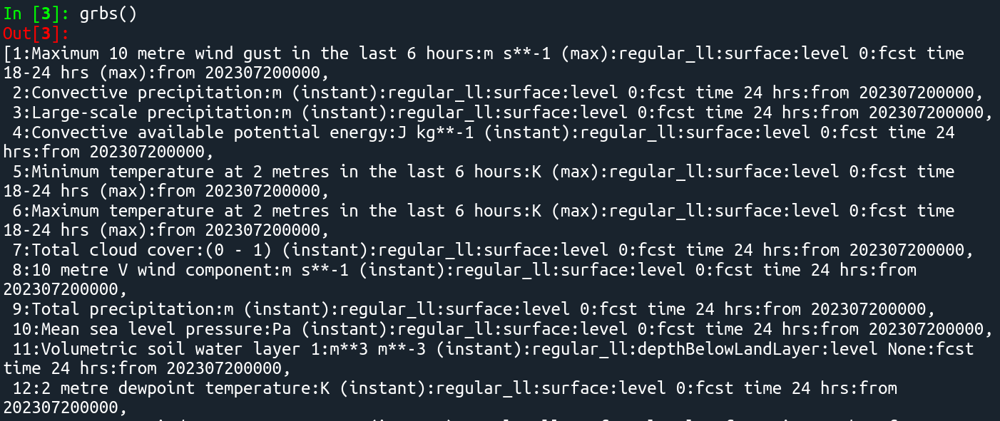 In [3]: grbs()
Out[3]:
[1:Maximum 10 metre wind gust in the last 6 hours:m s**-1 (max):regular_ll:surface:level 0:fcst time
18-24 hrs (max):from 202307200000,
2:Convective precipitation:m (instant):regular_ll:surface:level 0:fcst time 24 hrs:from 202307200000,
3:Large-scale precipitation:m (instant):regular_ll:surface:level 0:fcst time 24 hrs:from 202307200000,
4:Convective available potential energy:J kg**-1 (instant):regular_ll:surface:level 0:fcst time 24
hrs:from 202307200000,
5:Minimum temperature at 2 metres in the last 6 hours:K (max):regular_ll:surface:level 0:fcst time
18-24 hrs (max):from 202307200000,
6:Maximum temperature at 2 metres in the last 6 hours:K (max):regular_ll:surface:level 0:fcst time
18-24 hrs (max):from 202307200000,
7:Total cloud cover:(0 - 1) (instant):regular_ll:surface:level 0:fcst time 24 hrs:from 202307200000,
8:10 metre V wind component:m s**-1 (instant):regular_ll:surface:level 0:fcst time 24 hrs:from
202307200000,
9:Total precipitation:m (instant):regular_ll:surface:level 0:fcst time 24 hrs:from 202307200000,
10:Mean sea level pressure:Pa (instant):regular_ll:surface:level 0:fcst time 24 hrs:from 202307200000,
11:Volumetric soil water layer 1:m**3 m**-3 (instant):regular_ll:depthBelowLandLayer:level None:fcst
time 24 hrs:from 202307200000,
12:2 metre dewpoint temperature:K (instant):regular_ll:surface:level 0:fcst time 24 hrs:from
202307200000,